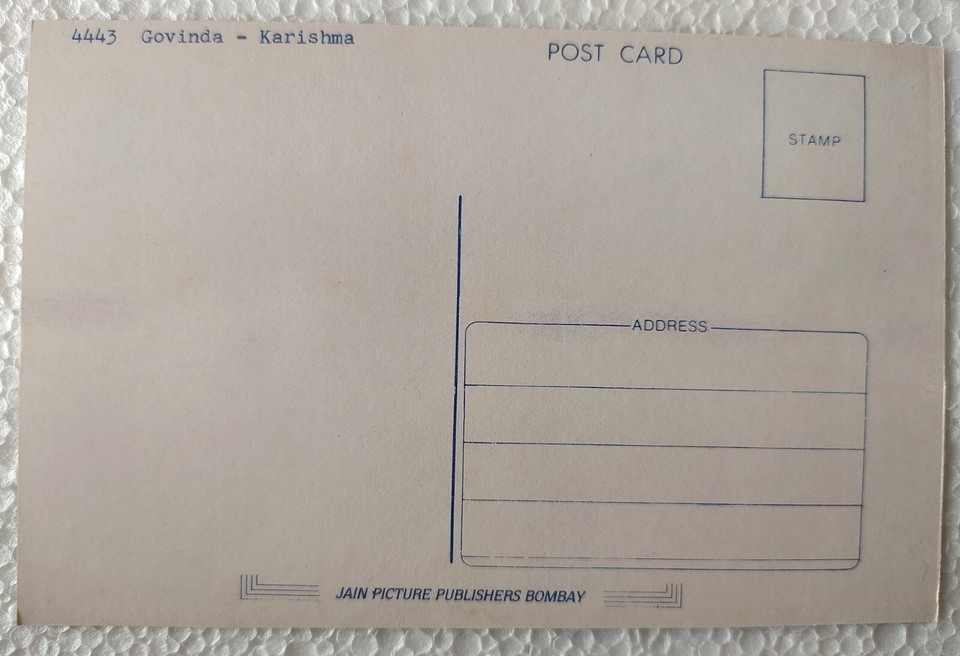 4443 Govinda - Karishma
POST CARD
STAMP
ADDRESS
JAIN PICTURE PUBLISHERS BOMBAY